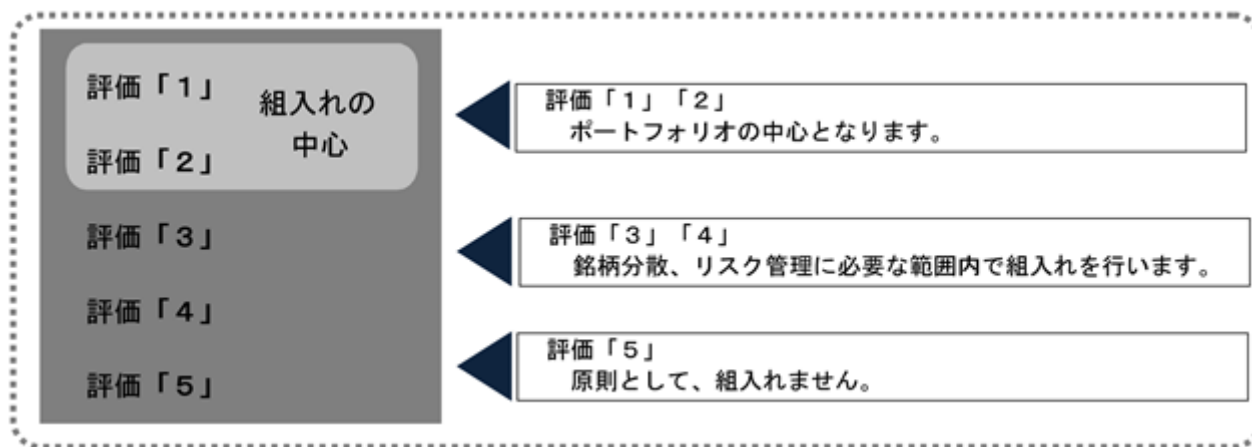 評価「1」
組入れの
中心
評価「2」
評価「3」
評価「4」
評価「5」
評価「1」「2」
ポートフォリオの中心となります。
評価「3」「4」
銘柄分散、リスク管理に必要な範囲内で組入れを行います。
評価「5」
原則として、組入れません。